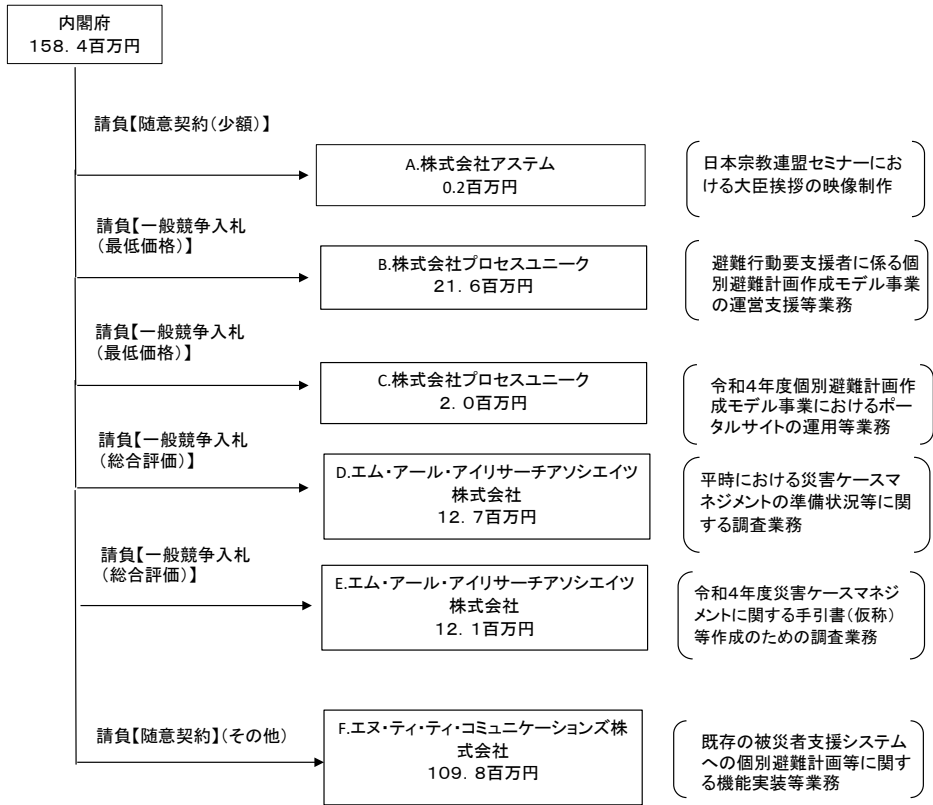 内閣府
158．4百万円
請負【随意契約(少額)】
A.株式会社アステム
0.2百万円
日本宗教連盟セミナーにお
ける大臣挨拶の映像制作
請負【一般競争入札
(最低価格)】
B.株式会社プロセスユニーク
21．6百万円
避難行動要支援者に係る個
別避難計画作成モデル事業
の運営支援等業務
請負【一般競争入札
(最低価格)】
C.株式会社プロセスユニーク
2．0百万円
令和4年度個別避難計画作
成モデル事業におけるポー
タルサイトの運用等業務
請負【一般競争入札
(総合評価)】
D.エム・アール・アイリサーチアソシエイツ
株式会社
12．7百万円
平時における災害ケースマ
ネジメントの準備状況等に関
する調査業務
請負【一般競争入札
(総合評価)】
E.エム・アール・アイリサーチアソシエイツ
株式会社
12．1百万円
令和4年度災害ケースマネジ
メントに関する手引書(仮称)
等作成のための調査業務
請負【随意契約】(その他)
F.エヌ・ティ・ティ・コミュニケーションズ株
式会社
109．8百万円
既存の被災者支援システム
への個別避難計画等に関す
る機能実装等業務